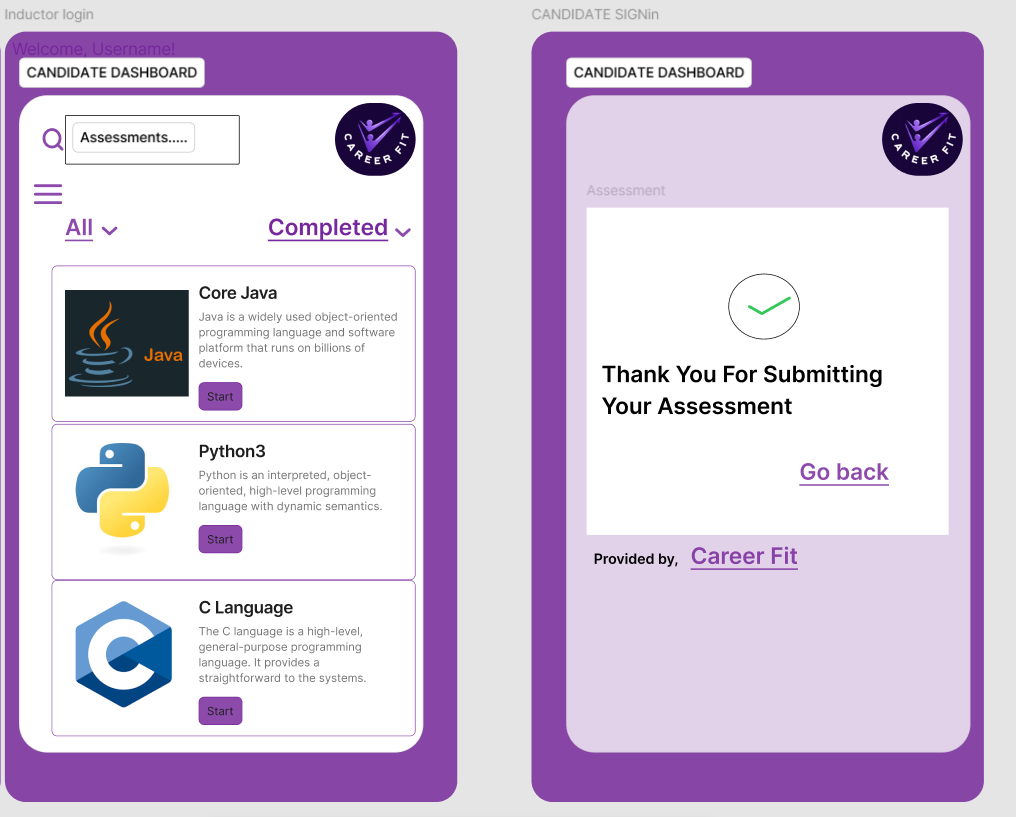 Inductor login
Welcome, Username!
CANDIDATE DASHBOARD
Assessments.....
CAREER FIT
All
Completed
Java
Core Java
Java is a widely used object-oriented
programming language and software
platform that runs on billions of
devices.
Start
Python3
Python is an interpreted, object-
oriented, high-level programming
language with dynamic semantics.
Start
C Language
The C language is a high-level,
general-purpose programming
language. It provides a
straightforward to the systems.
Start
CANDIDATE SIGNin
CANDIDATE DASHBOARD
CAREER FIT
Assessment
Thank You For Submitting
Your Assessment
Go back
Provided by, Career Fit